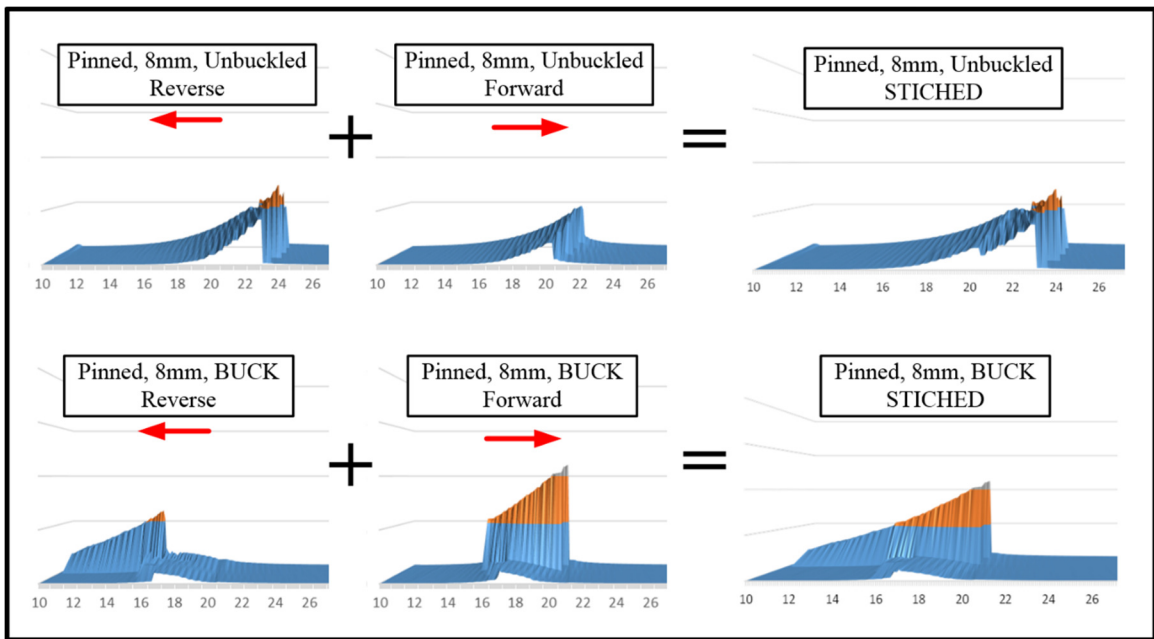 Pinned, 8mm, Unbuckled
Reverse
Pinned, 8mm, Unbuckled
Forward
Pinned, 8mm, Unbuckled
STICHED
+
=
10 12 14 16 18 20 22 24 26
10 12 14 16 18 20 22 24 26
10 12 14 16 18 20 22 24 26
Pinned, 8mm, BUCK
Reverse
Pinned, 8mm, BUCK
Forward
Pinned, 8mm, BUCK
STICHED
+
=
10 12 14 16 18 20 22 24 26
10 12 14 16 18 20 22 24 26
10 12 14 16 18 20 22 24 26